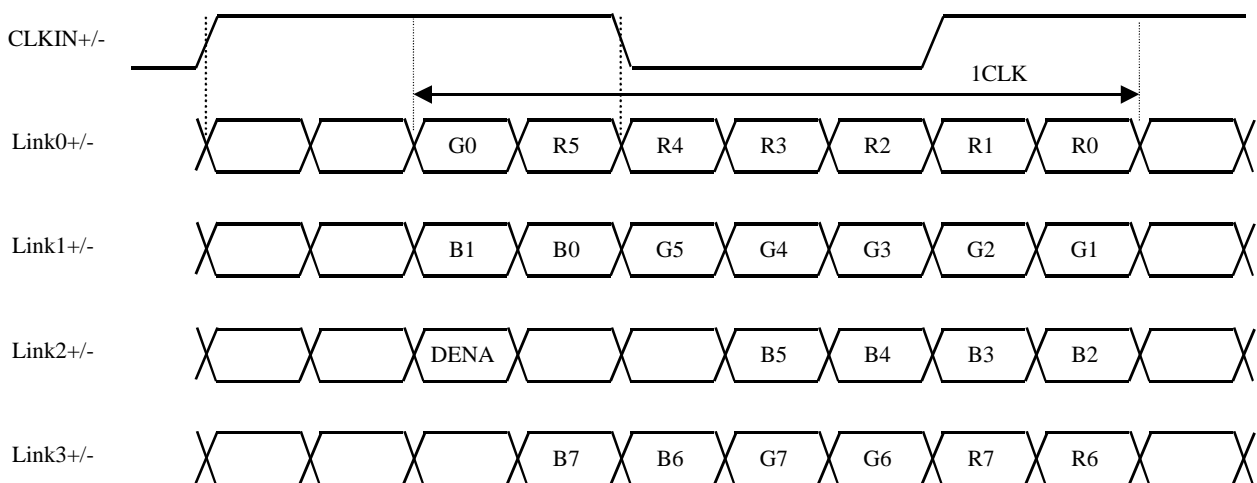 CLKIN+/-
1CLK
Link0+/- G0 R5 R4 R3 R2 R1 R0
Link1+/- B1 B0 G5 G4 G3 G2 G1
Link2+/- DENA B5 B4 B3 B2
Link3+/- B7 B6 G7 G6 R7 R6